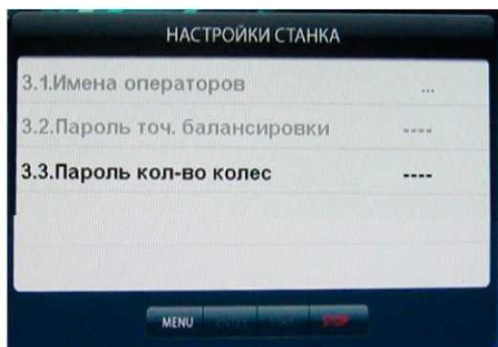 НАСТРОЙКИ СТАНКА
3.1.Имена операторов ...
3.2.Пароль точ. балансировки ----
3.3.Пароль кол-во колес ----
MENU ENTER STOP